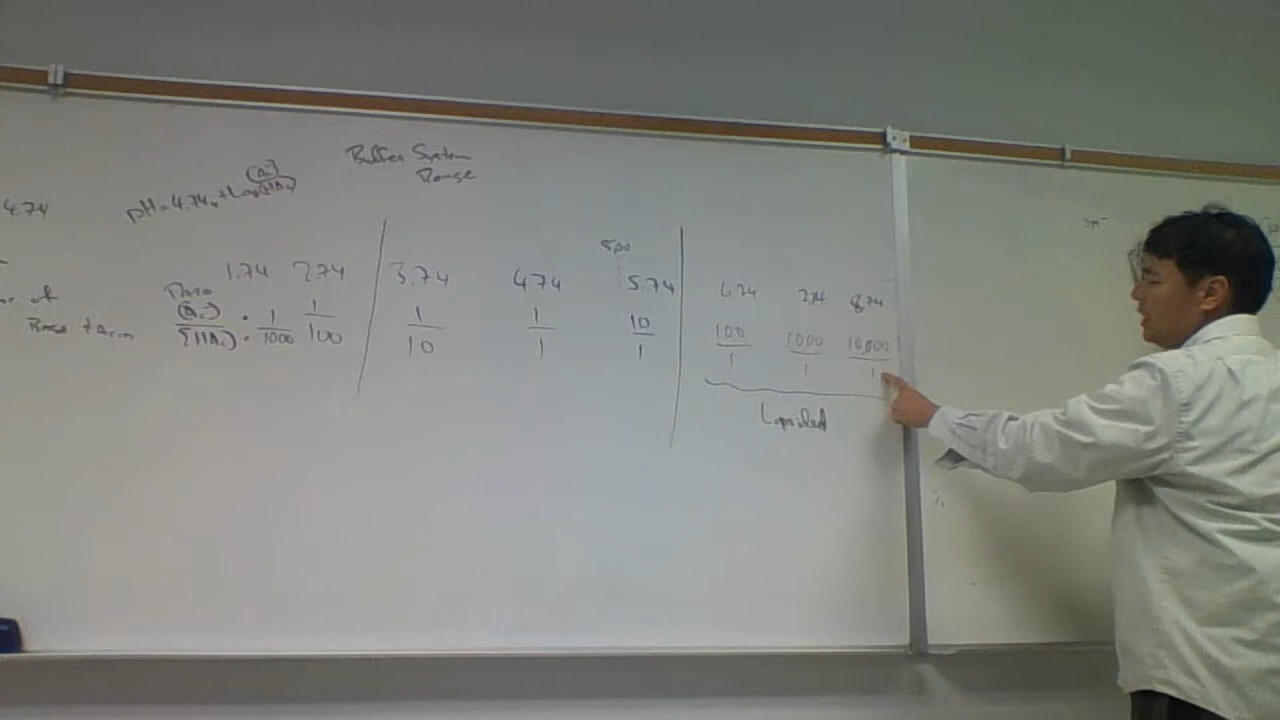 Buffer System
Range
4.74
pH = 4.74 + Log [A-]/[HA]
500
1.74 2.74 3.74 4.74 5.74 6.74 7.74 8.74
Ratio
[A-]/[HA] 1/1000 1/100 1/10 1/1 10/1 100/1 1000/1 10,000/1
Base